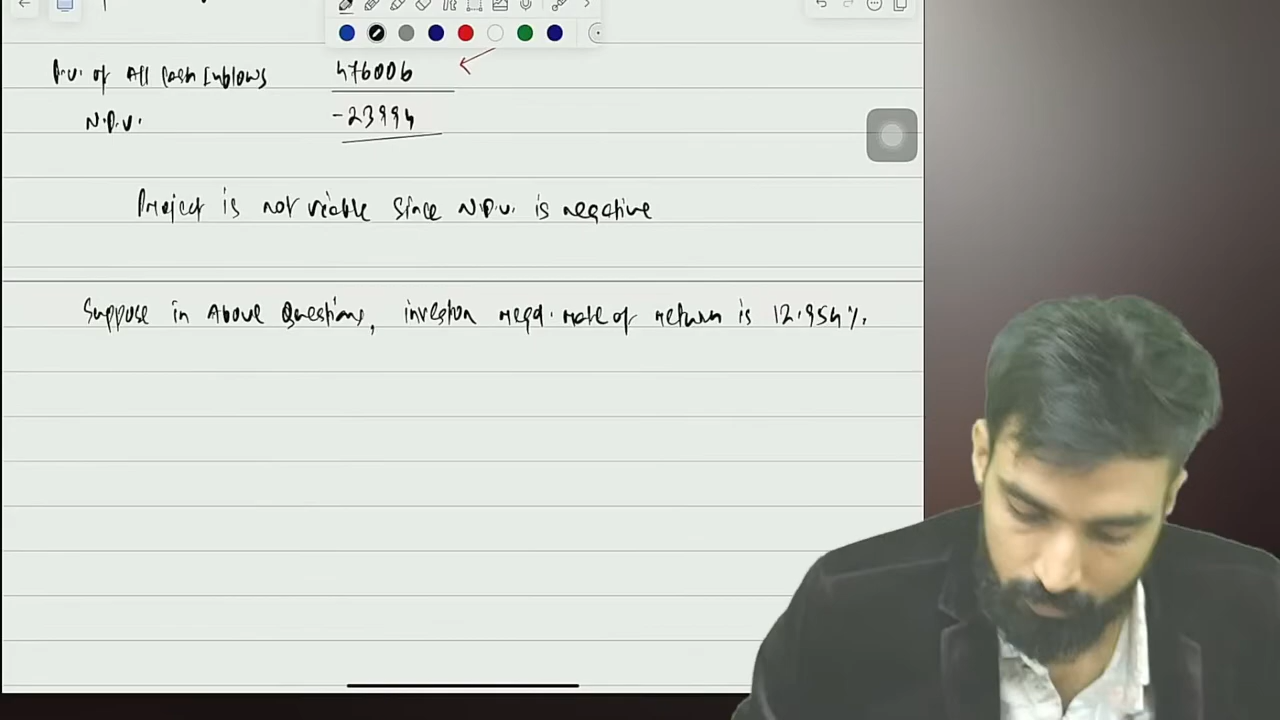 P.V. of All Cash Inflows 476006
N.P.V. -23994
Project is not viable since N.P.V. is negative
Suppose in Above Questions, investor reqd. rate of return is 12.954%.